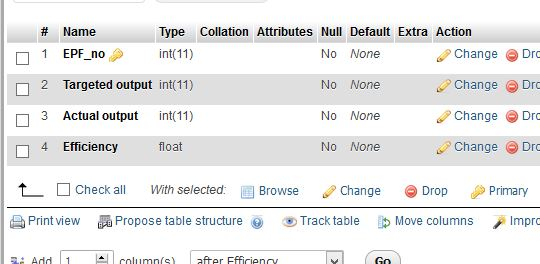 # Name Type Collation Attributes Null Default Extra Action
1 EPF_no int(11) No None Change
2 Targeted output int(11) No None Change
3 Actual output int(11) No None Change
4 Efficiency float No None Change
Check all With selected: Browse Change Drop Primary
Print view Propose table structure Track table Move columns
Add 1 column(s) after Efficiency Go